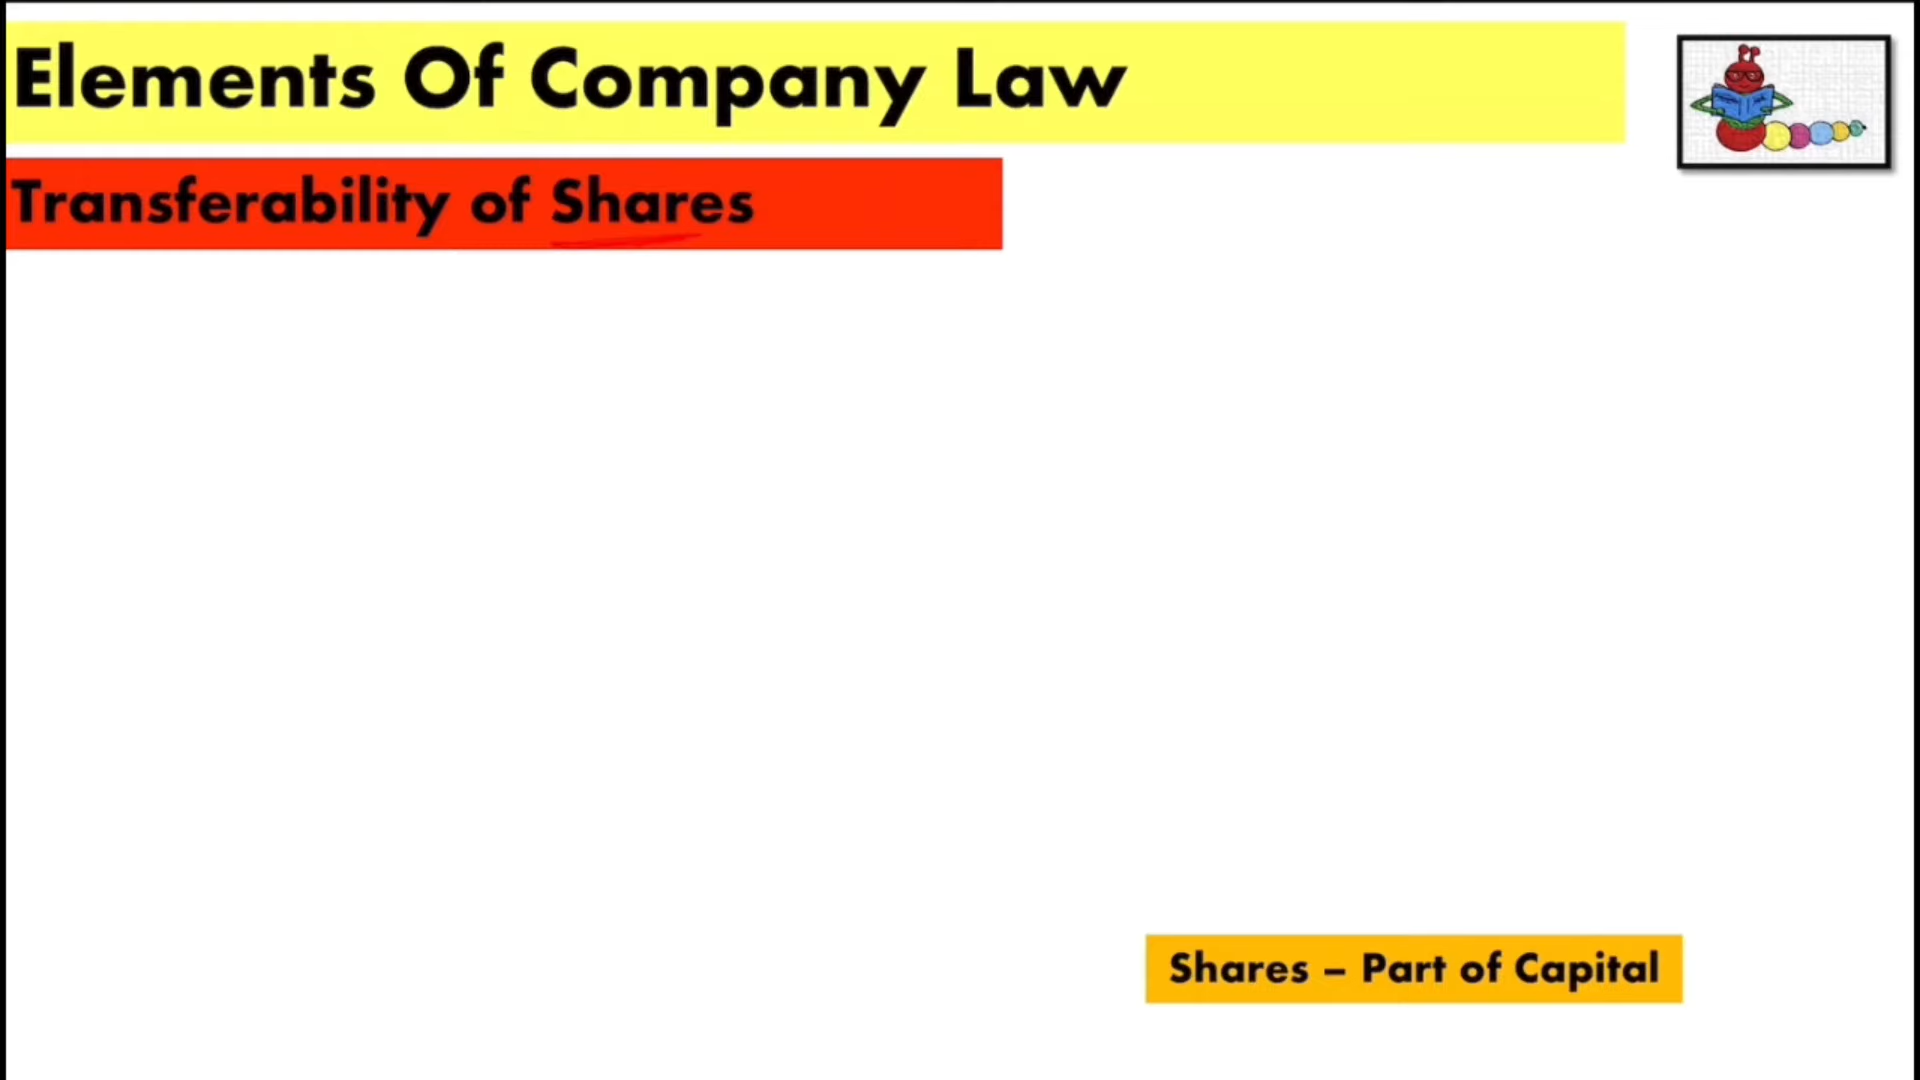 Elements Of Company Law
Transferability of Shares
Shares – Part of Capital